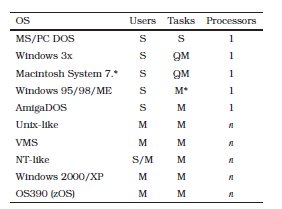 OS Users Tasks Processors
MS/PC DOS S S 1
Windows 3x S QM 1
Macintosh System 7.* S QM 1
Windows 95/98/ME S M* 1
AmigaDOS S M 1
Unix-like M M n
VMS M M n
NT-like S/M M n
Windows 2000/XP M M n
OS390 (zOS) M M n